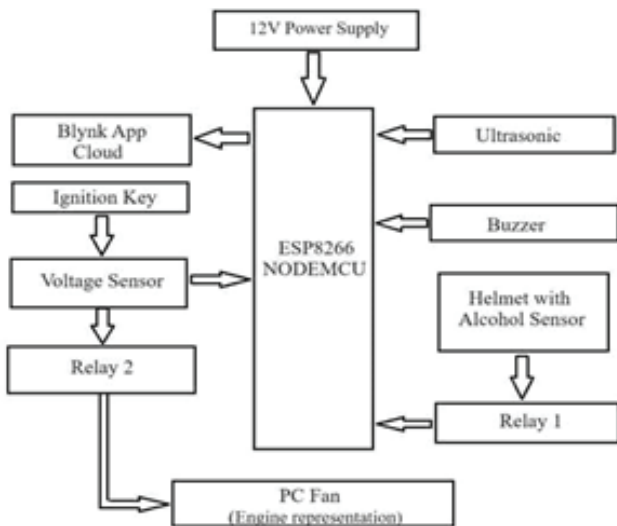 12V Power Supply
Blynk App
Cloud
Ultrasonic
Ignition Key
Buzzer
ESP8266
NODEMCU
Voltage Sensor
Helmet with
Alcohol Sensor
Relay 2
Relay 1
PC Fan
(Engine representation)